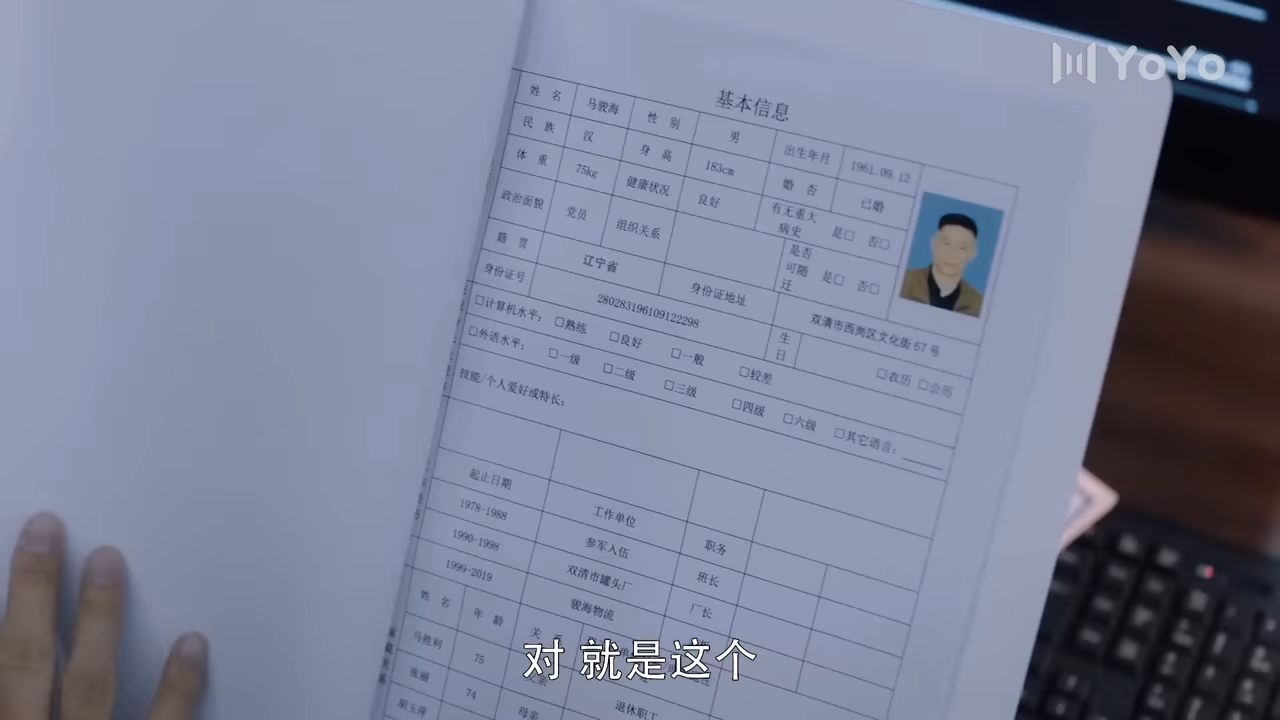 YoYo
基本信息
姓名 马骏海 性别 男 出生年月 1961.09.12
民族 汉 身高 183cm 婚否 已婚
体重 75kg 健康状况 良好 有无重大病史 是□ 否□
政治面貌 党员 组织关系 是否可随迁 是□ 否□
籍贯 辽宁省 身份证地址 双清市西岗区文化街 67 号
身份证号 280283196109122298 生日 □农历 □公历
□计算机水平: □熟练 □良好 □一般 □较差
□外语水平: □一级 □二级 □三级 □四级 □六级 □其它语言:
技能/个人爱好或特长:
起止日期 工作单位 职务
1978-1988 参军入伍 班长
1990-1998 双清市罐头厂 厂长
1999-2019 骏海物流
姓名 年龄 关系
马胜利 75
张丽 74 母亲 退休职工
胡玉萍
对 就是这个